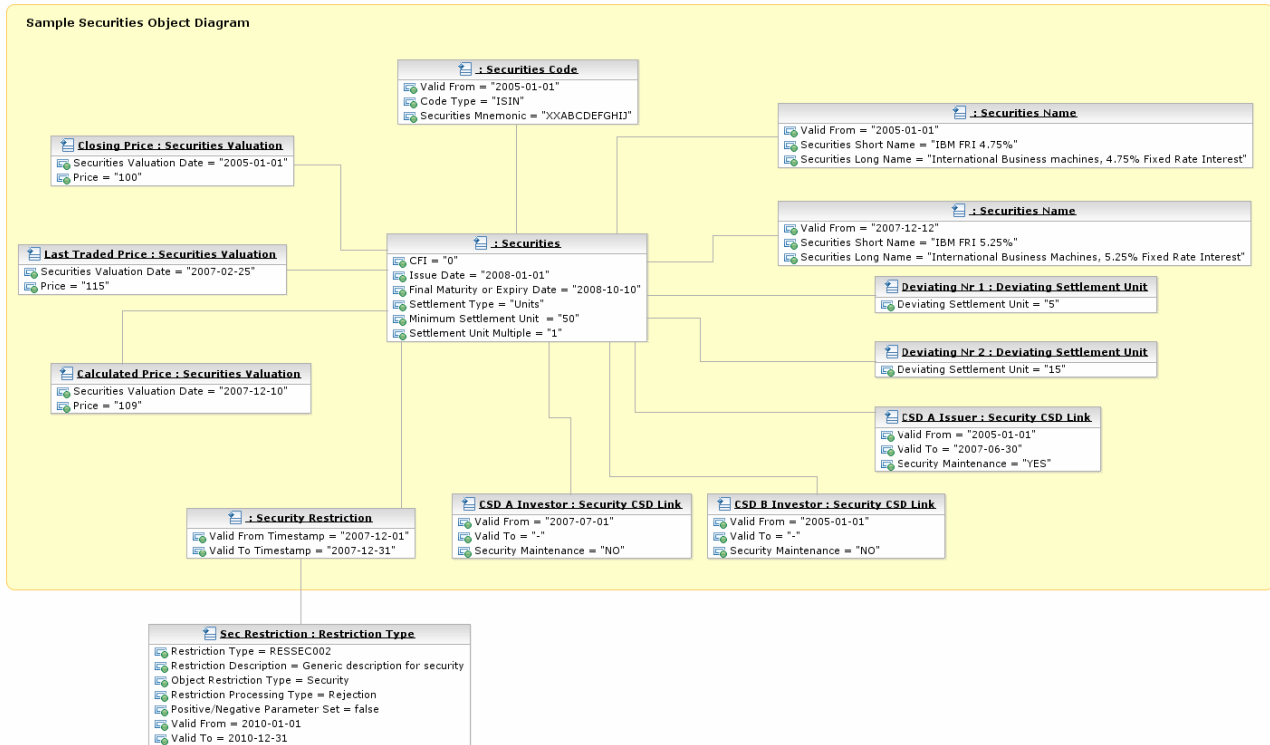 Sample Securities Object Diagram
: Securities Code
Valid From = "2005-01-01"
Code Type = "ISIN"
Securities Mnemonic = "XXABCDEFGHIJ"
: Securities Name
Valid From = "2005-01-01"
Securities Short Name = "IBM FRI 4.75%"
Securities Long Name = "International Business machines, 4.75% Fixed Rate Interest"
Closing Price : Securities Valuation
Securities Valuation Date = "2005-01-01"
Price = "100"
: Securities Name
Valid From = "2007-12-12"
Securities Short Name = "IBM FRI 5.25%"
Securities Long Name = "International Business Machines, 5.25% Fixed Rate Interest"
Last Traded Price : Securities Valuation
Securities Valuation Date = "2007-02-25"
Price = "115"
: Securities
CFI = "0"
Issue Date = "2008-01-01"
Final Maturity or Expiry Date = "2008-10-10"
Settlement Type = "Units"
Minimum Settlement Unit = "50"
Settlement Unit Multiple = "1"
Deviating Nr 1 : Deviating Settlement Unit
Deviating Settlement Unit = "5"
Deviating Nr 2 : Deviating Settlement Unit
Deviating Settlement Unit = "15"
Calculated Price : Securities Valuation
Securities Valuation Date = "2007-12-10"
Price = "109"
CSD A Issuer : Security CSD Link
Valid From = "2005-01-01"
Valid To = "2007-06-30"
Security Maintenance = "YES"
: Security Restriction
Valid From Timestamp = "2007-12-01"
Valid To Timestamp = "2007-12-31"
CSD A Investor : Security CSD Link
Valid From = "2007-07-01"
Valid To = "-"
Security Maintenance = "NO"
CSD B Investor : Security CSD Link
Valid From = "2005-01-01"
Valid To = "-"
Security Maintenance = "NO"
Sec Restriction : Restriction Type
Restriction Type = RESSEC002
Restriction Description = Generic description for security
Object Restriction Type = Security
Restriction Processing Type = Rejection
Positive/Negative Parameter Set = false
Valid From = 2010-01-01
Valid To = 2010-12-31